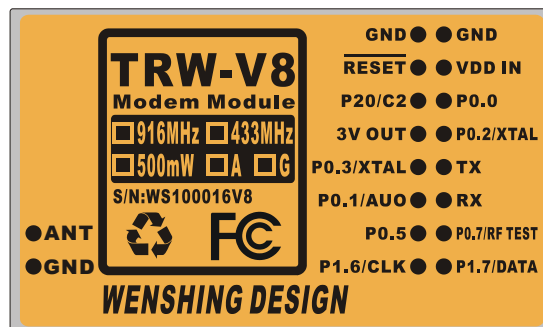 TRW-V8
Modem Module
916MHz 433MHz
500mW A G
S/N:WS100016V8
FC
ANT
GND
WENSHING DESIGN
GND GND
RESET VDD IN
P20/C2 P0.0
3V OUT P0.2/XTAL
P0.3/XTAL TX
P0.1/AUO RX
P0.5 P0.7/RF TEST
P1.6/CLK P1.7/DATA